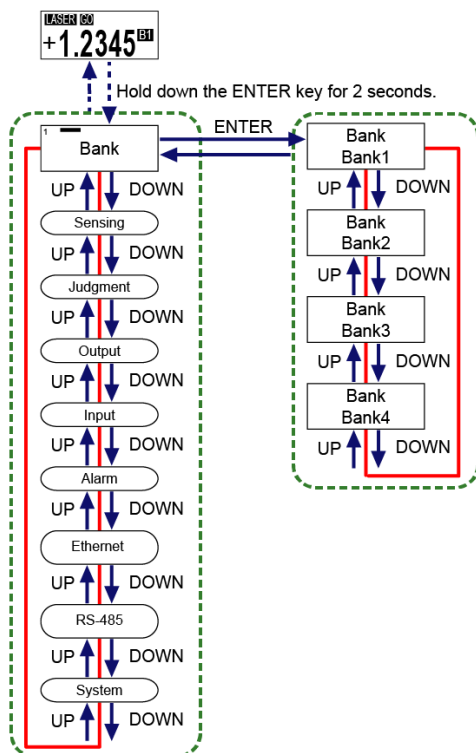 LASER GO
+1.2345 B1
Hold down the ENTER key for 2 seconds.
1
Bank
ENTER
UP DOWN
Sensing
UP DOWN
Judgment
UP DOWN
Output
UP DOWN
Input
UP DOWN
Alarm
UP DOWN
Ethernet
UP DOWN
RS-485
UP DOWN
System
UP DOWN
Bank
Bank1
UP DOWN
Bank
Bank2
UP DOWN
Bank
Bank3
UP DOWN
Bank
Bank4
UP DOWN